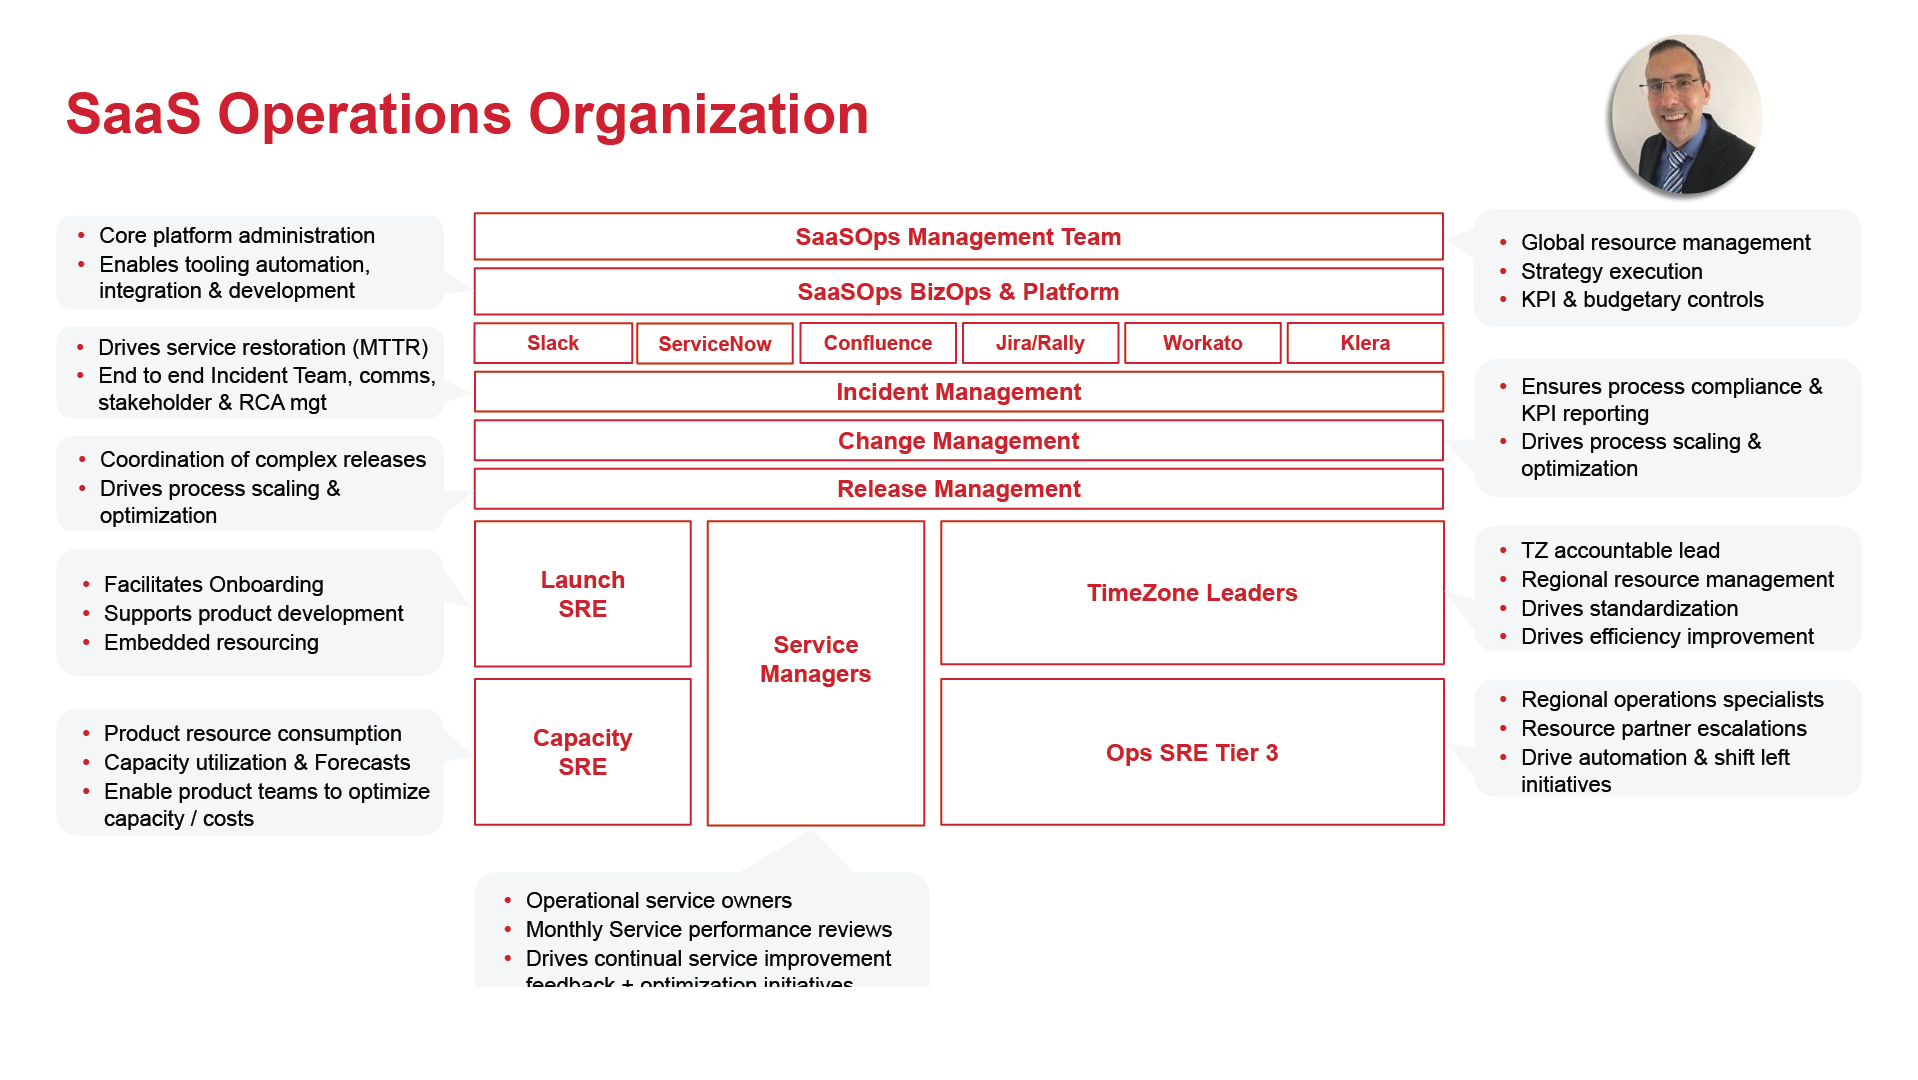 SaaS Operations Organization
• Core platform administration
• Enables tooling automation,
integration & development
• Drives service restoration (MTTR)
• End to end Incident Team, comms,
stakeholder & RCA mgt
• Coordination of complex releases
• Drives process scaling &
optimization
• Facilitates Onboarding
• Supports product development
• Embedded resourcing
• Product resource consumption
• Capacity utilization & Forecasts
• Enable product teams to optimize
capacity / costs
SaaSOps Management Team
SaaSOps BizOps & Platform
Slack
ServiceNow
Confluence
Jira/Rally
Workato
Klera
Incident Management
Change Management
Release Management
Launch
SRE
Capacity
SRE
Service
Managers
TimeZone Leaders
Ops SRE Tier 3
• Operational service owners
• Monthly Service performance reviews
• Drives continual service improvement
feedback + optimization initiatives
• Global resource management
• Strategy execution
• KPI & budgetary controls
• Ensures process compliance &
KPI reporting
• Drives process scaling &
optimization
• TZ accountable lead
• Regional resource management
• Drives standardization
• Drives efficiency improvement
• Regional operations specialists
• Resource partner escalations
• Drive automation & shift left
initiatives